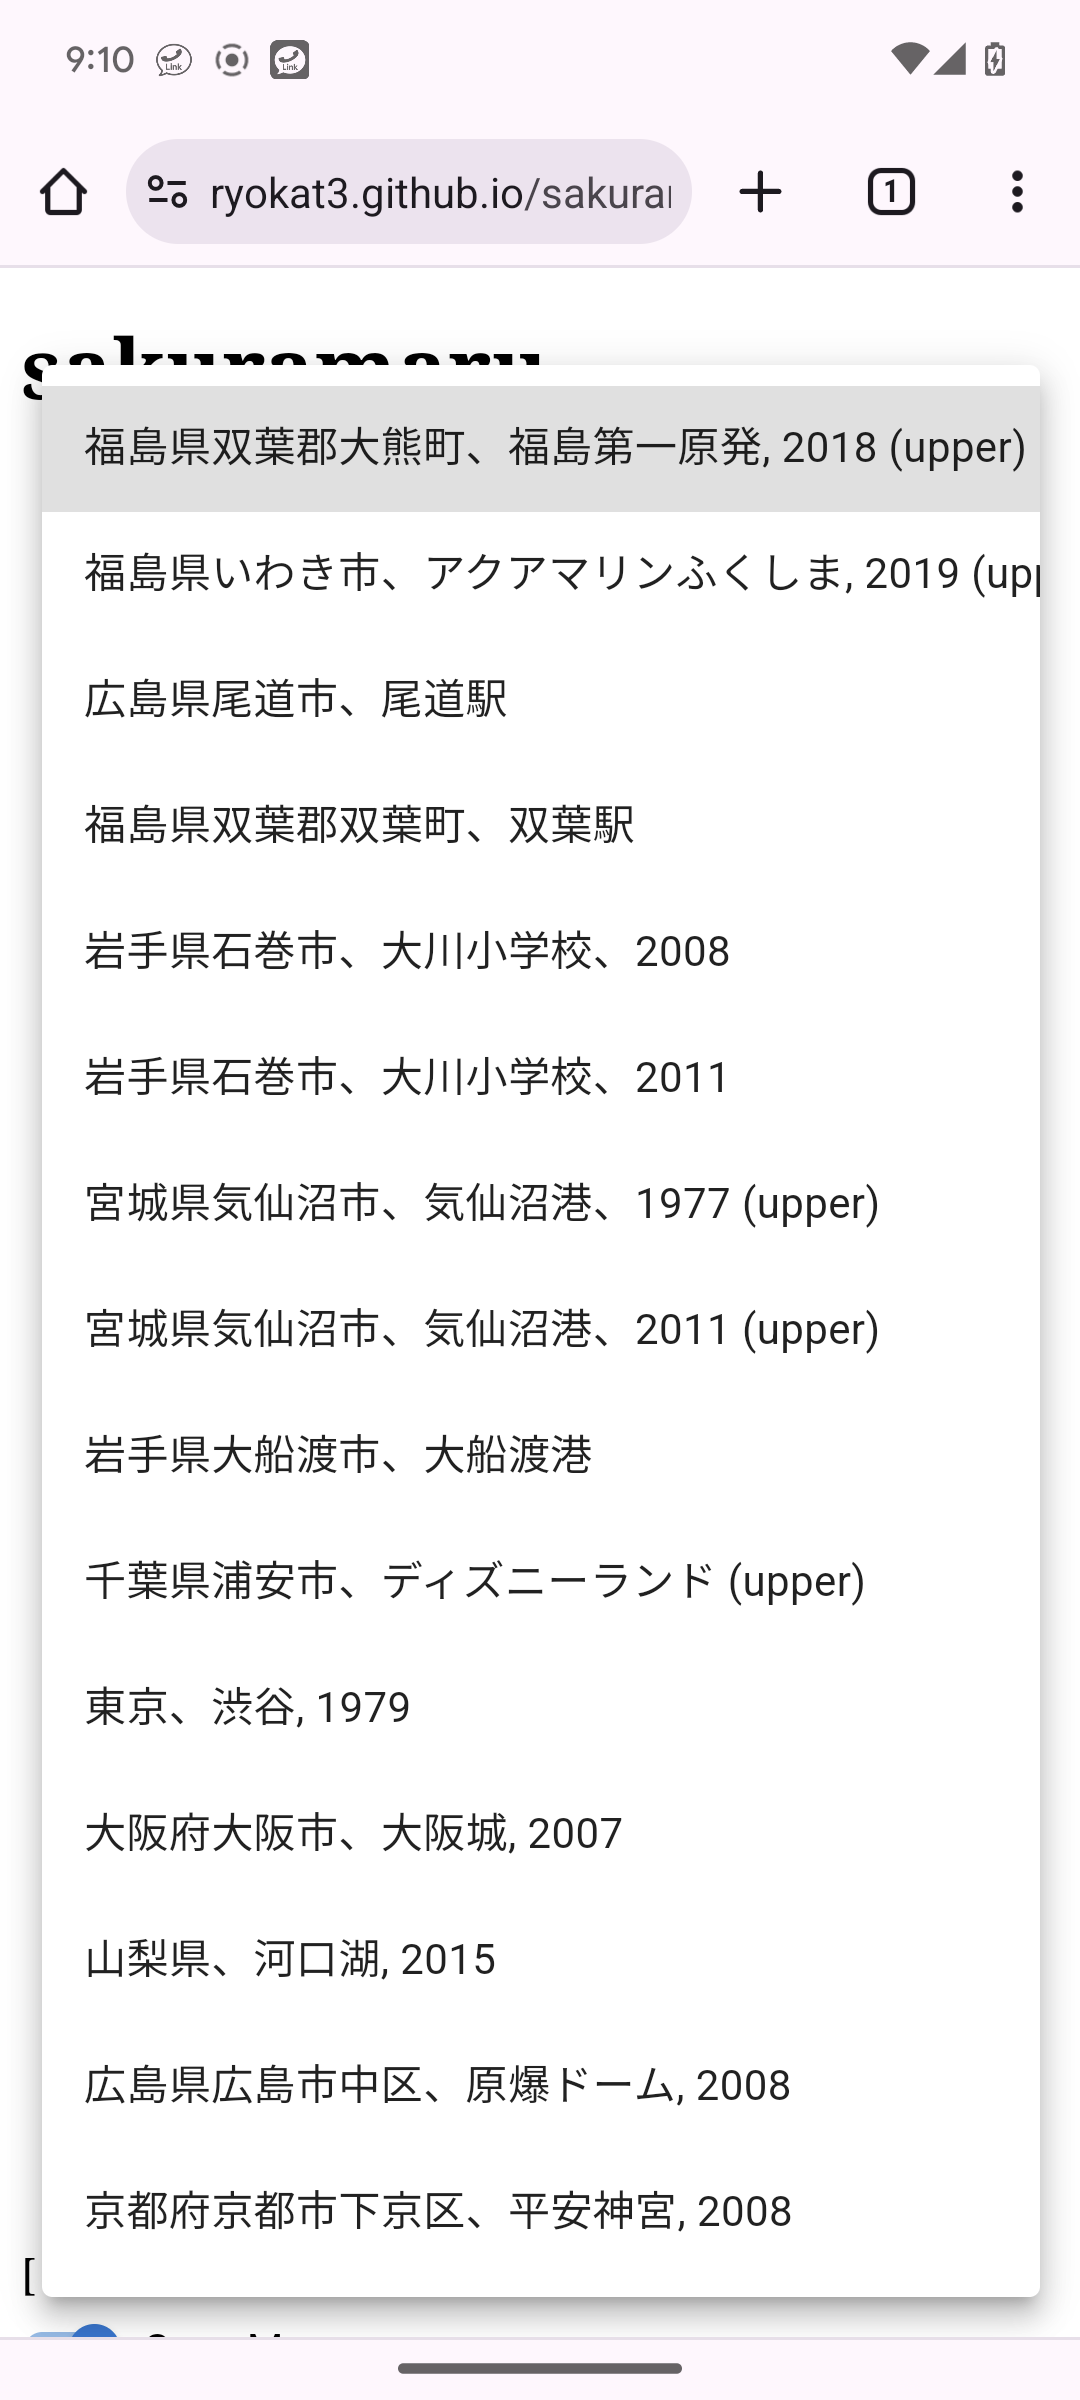 9:10
Link
Link
ryokat3.github.io/sakura
1
sakuramaru
福島県双葉郡大熊町、福島第一原発, 2018 (upper)
福島県いわき市、アクアマリンふくしま, 2019 (upp
広島県尾道市、尾道駅
福島県双葉郡双葉町、双葉駅
岩手県石巻市、大川小学校、2008
岩手県石巻市、大川小学校、2011
宮城県気仙沼市、気仙沼港、1977 (upper)
宮城県気仙沼市、気仙沼港、2011 (upper)
岩手県大船渡市、大船渡港
千葉県浦安市、ディズニーランド (upper)
東京、渋谷, 1979
大阪府大阪市、大阪城, 2007
山梨県、河口湖, 2015
広島県広島市中区、原爆ドーム, 2008
京都府京都市下京区、平安神宮, 2008
[